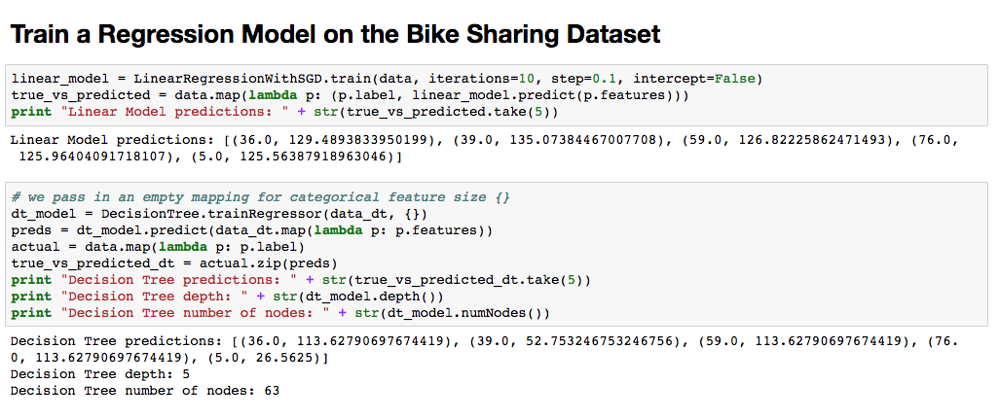 Train a Regression Model on the Bike Sharing Dataset
linear_model = LinearRegressionWithSGD.train(data, iterations=10, step=0.1, intercept=False)
true_vs_predicted = data.map(lambda p: (p.label, linear_model.predict(p.features)))
print "Linear Model predictions: " + str(true_vs_predicted.take(5))
Linear Model predictions: [(36.0, 129.4893833950199), (39.0, 135.07384467007708), (59.0, 126.82225862471493), (76.0,
125.96404091718107), (5.0, 125.56387918963046)]
# we pass in an empty mapping for categorical feature size {}
dt_model = DecisionTree.trainRegressor(data_dt, {})
preds = dt_model.predict(data_dt.map(lambda p: p.features))
actual = data.map(lambda p: p.label)
true_vs_predicted_dt = actual.zip(preds)
print "Decision Tree predictions: " + str(true_vs_predicted_dt.take(5))
print "Decision Tree depth: " + str(dt_model.depth())
print "Decision Tree number of nodes: " + str(dt_model.numNodes())
Decision Tree predictions: [(36.0, 113.62790697674419), (39.0, 52.753246753246756), (59.0, 113.62790697674419), (76.
0, 113.62790697674419), (5.0, 26.5625)]
Decision Tree depth: 5
Decision Tree number of nodes: 63